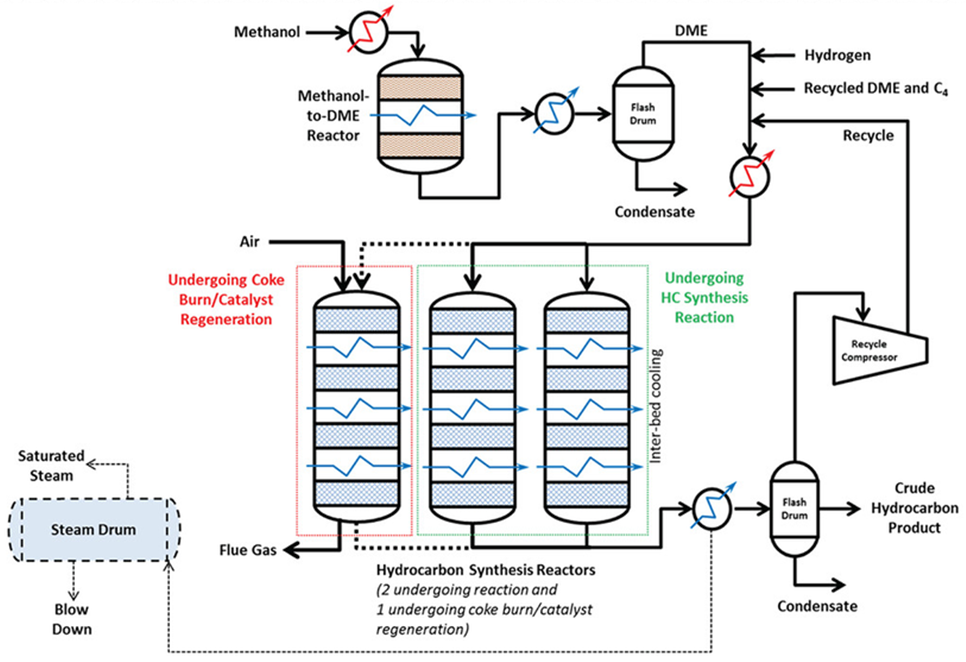 Methanol
DME
Hydrogen
Recycled DME and C₄
Recycle
Methanol-
to-DME
Reactor
Flash
Drum
Condensate
Air
Undergoing Coke
Burn/Catalyst
Regeneration
Undergoing
HC Synthesis
Reaction
Inter-bed cooling
Recycle
Compressor
Saturated
Steam
Steam Drum
Blow
Down
Flue Gas
Hydrocarbon Synthesis Reactors
(2 undergoing reaction and
1 undergoing coke burn/catalyst
regeneration)
Flash
Drum
Crude
Hydrocarbon
Product
Condensate